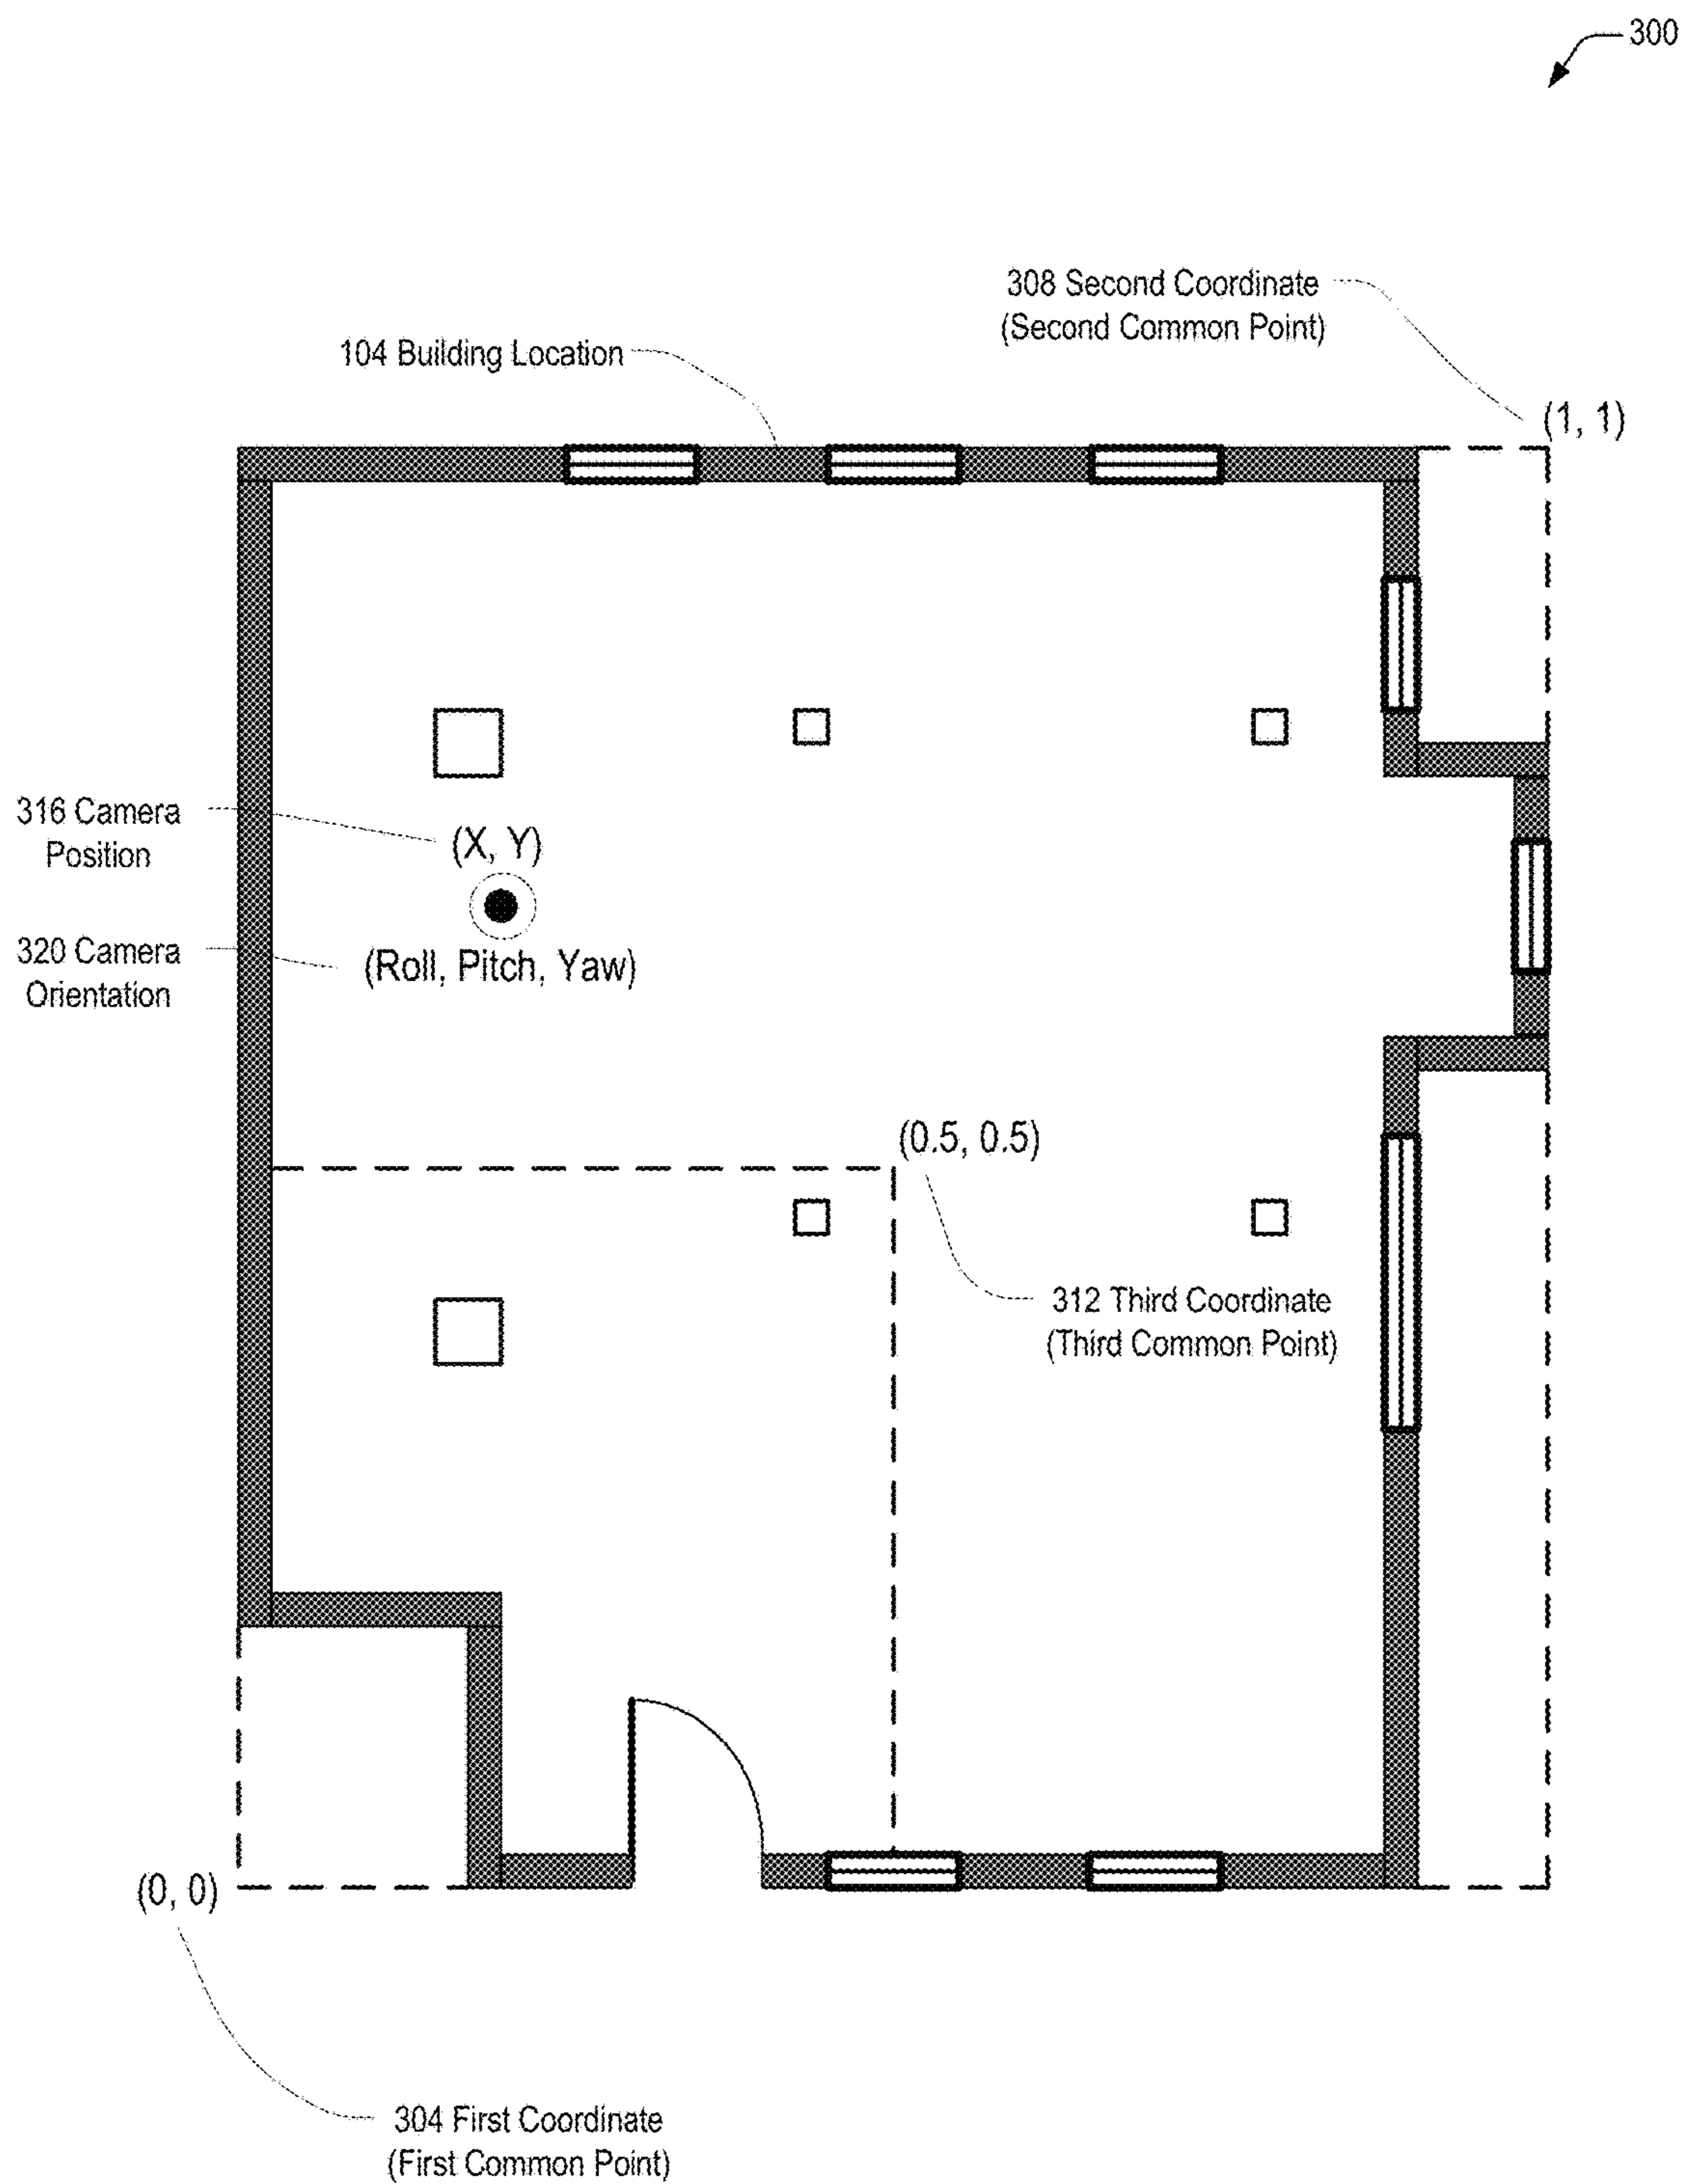 300
308 Second Coordinate
(Second Common Point)
104 Building Location
(1, 1)
316 Camera
Position
(X, Y)
320 Camera
Orientation
(Roll, Pitch, Yaw)
(0.5, 0.5)
312 Third Coordinate
(Third Common Point)
(0, 0)
304 First Coordinate
(First Common Point)